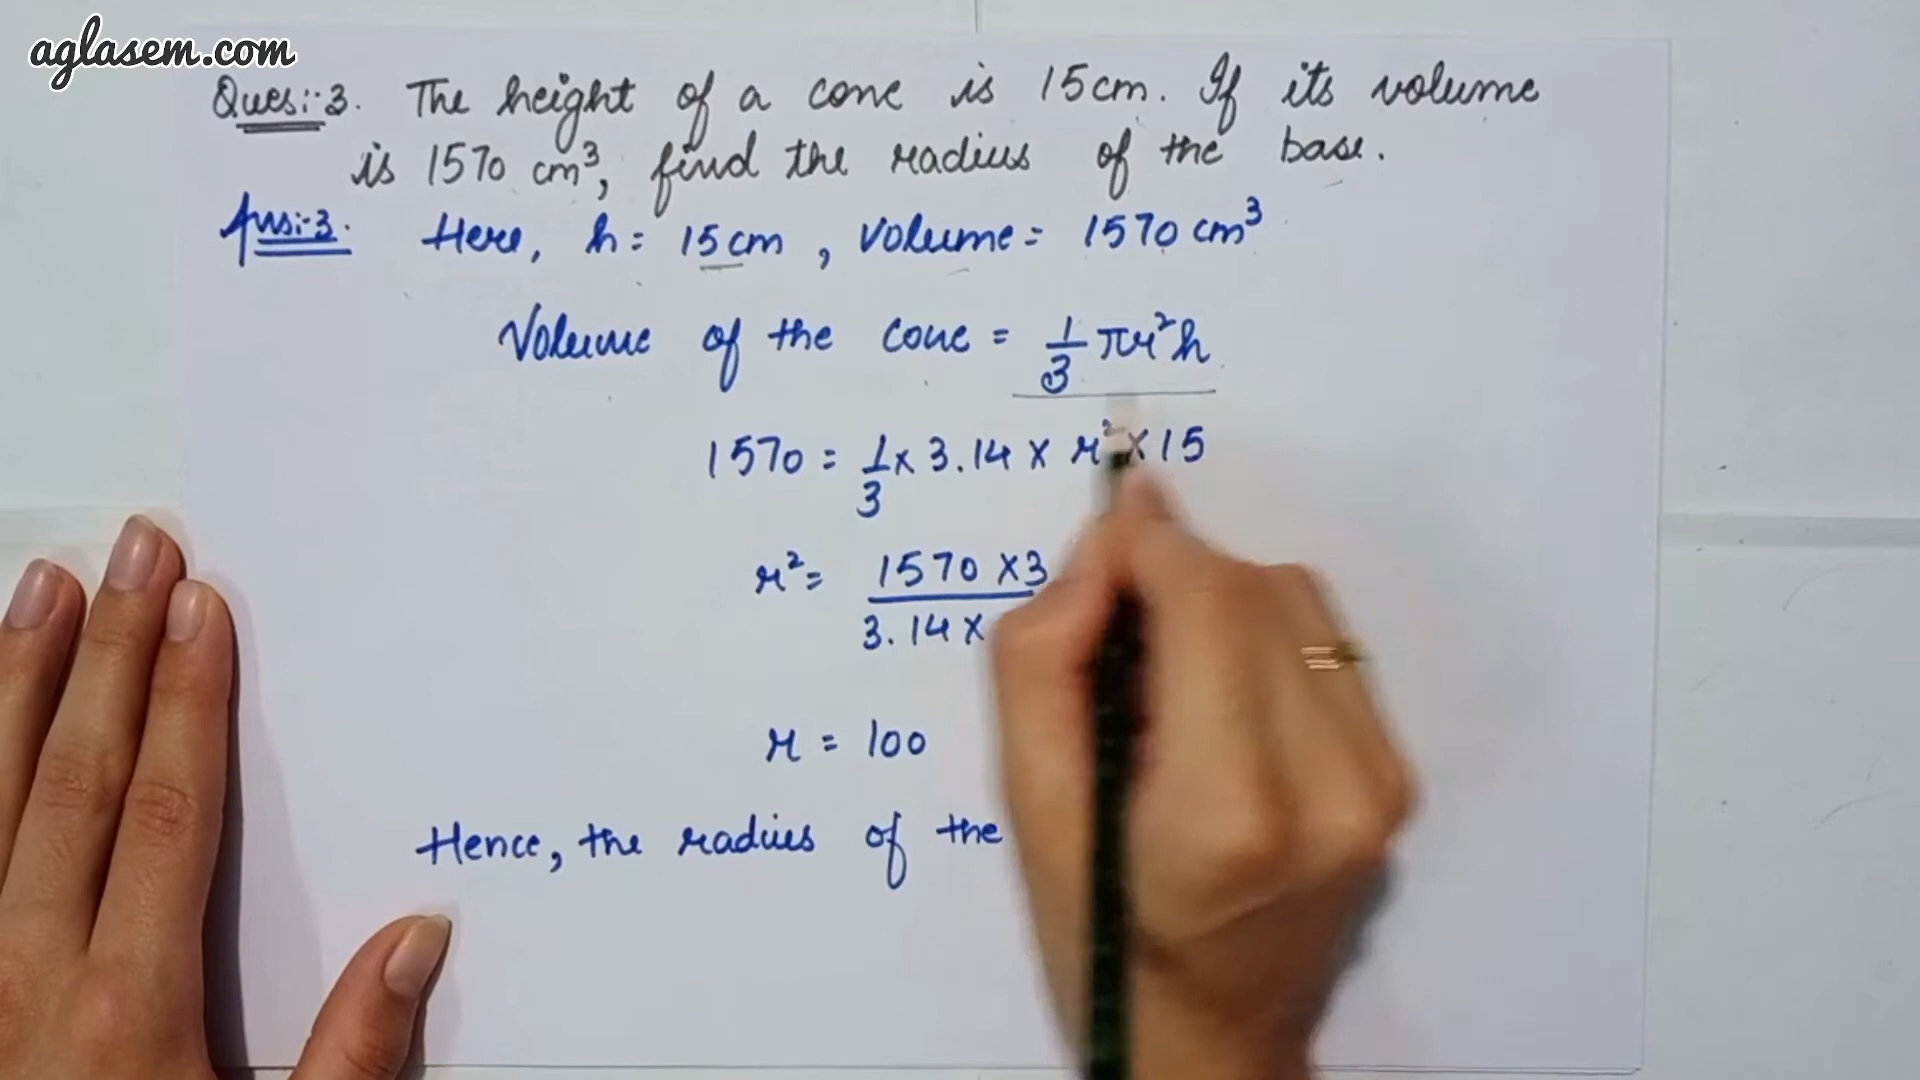 aglasem.com
Ques:-3. The height of a cone is 15cm. If its volume
is 1570 cm³, find the radius of the base.
Ans:-3. Here, h = 15cm, Volume = 1570 cm³
Volume of the cone = 1/3 πr²h
1570 = 1/3 x 3.14 x r² x 15
r² = 1570 x 3 / 3.14 x
r = 100
Hence, the radius of the